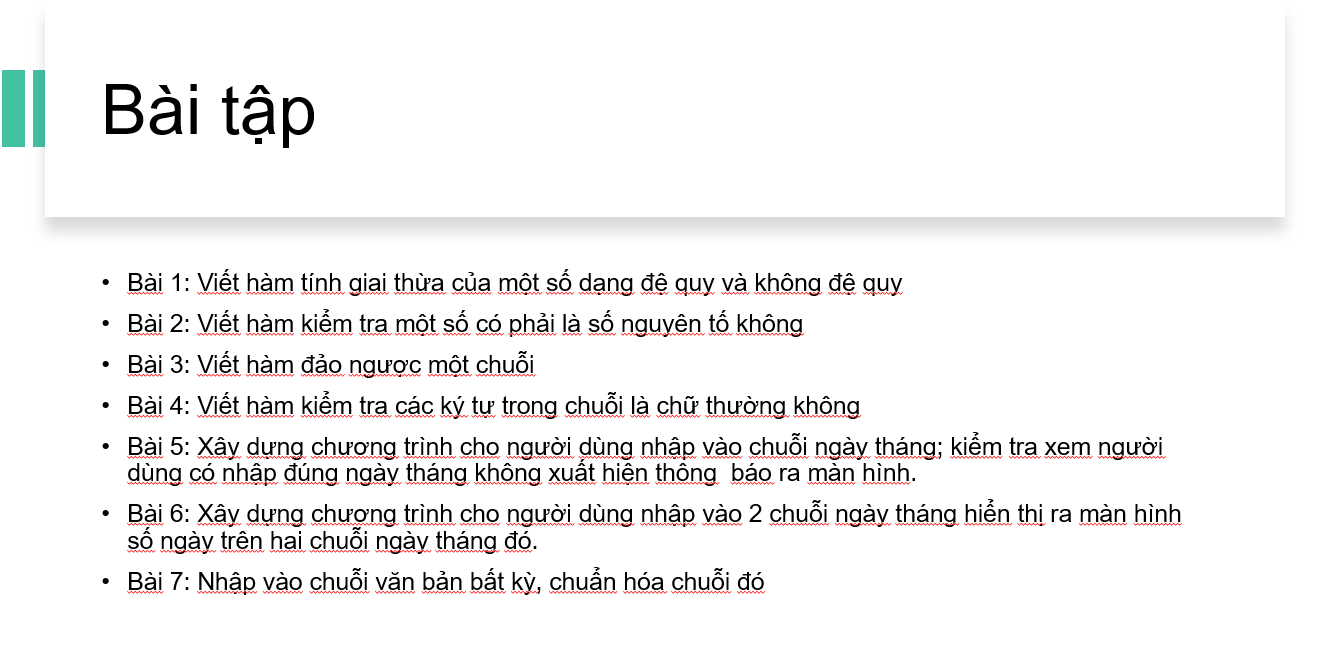 Bài tập
• Bài 1: Viết hàm tính giai thừa của một số dạng đệ quy và không đệ quy
• Bài 2: Viết hàm kiểm tra một số có phải là số nguyên tố không
• Bài 3: Viết hàm đảo ngược một chuỗi
• Bài 4: Viết hàm kiểm tra các ký tự trong chuỗi là chữ thường không
• Bài 5: Xây dựng chương trình cho người dùng nhập vào chuỗi ngày tháng; kiểm tra xem người
dùng có nhập đúng ngày tháng không xuất hiện thông  báo ra màn hình.
• Bài 6: Xây dựng chương trình cho người dùng nhập vào 2 chuỗi ngày tháng hiển thị ra màn hình
số ngày trên hai chuỗi ngày tháng đó.
• Bài 7: Nhập vào chuỗi văn bản bất kỳ, chuẩn hóa chuỗi đó